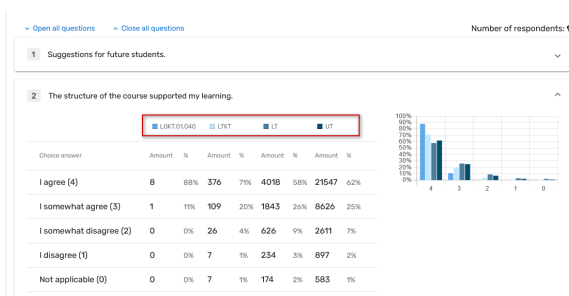 Open all questions Close all questions Number of respondents: 9
1 Suggestions for future students.
2 The structure of the course supported my learning.
LOKT.01.040 LTKT LT UT
Choice answer Amount % Amount % Amount % Amount %
I agree (4) 8 88% 376 71% 4018 58% 21547 62%
I somewhat agree (3) 1 11% 109 20% 1843 26% 8626 25%
I somewhat disagree (2) 0 0% 26 4% 626 9% 2611 7%
I disagree (1) 0 0% 7 1% 234 3% 897 2%
Not applicable (0) 0 0% 7 1% 174 2% 583 1%
100%
90%
80%
70%
60%
50%
40%
30%
20%
10%
0%
4 3 2 1 0